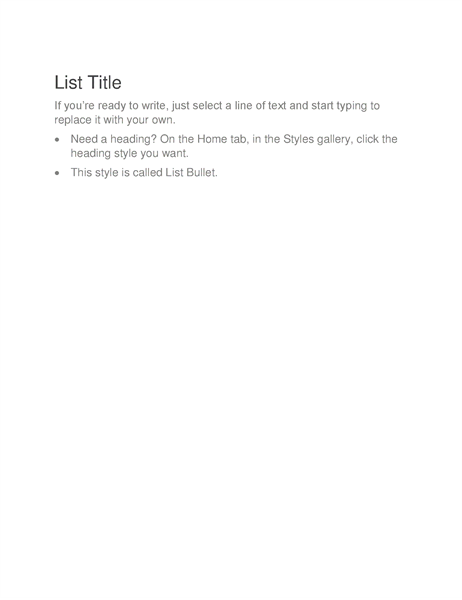 List Title
If you’re ready to write, just select a line of text and start typing to
replace it with your own.
• Need a heading? On the Home tab, in the Styles gallery, click the
heading style you want.
• This style is called List Bullet.